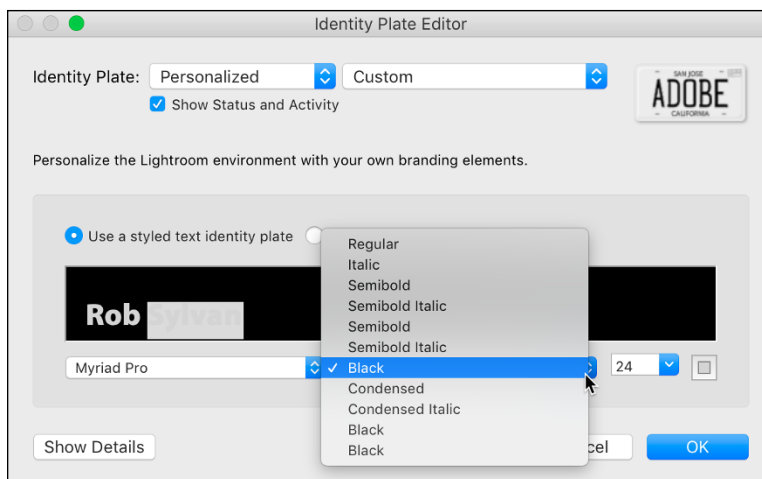 Identity Plate Editor
Identity Plate: Personalized Custom
SAN JOSE
ADOBE
CALIFORNIA
Show Status and Activity
Personalize the Lightroom environment with your own branding elements.
Use a styled text identity plate
Regular
Italic
Semibold
Semibold Italic
Semibold
Semibold Italic
✓ Black
Condensed
Condensed Italic
Black
Black
Rob Sylvan
Myriad Pro
24
Show Details
cel
OK